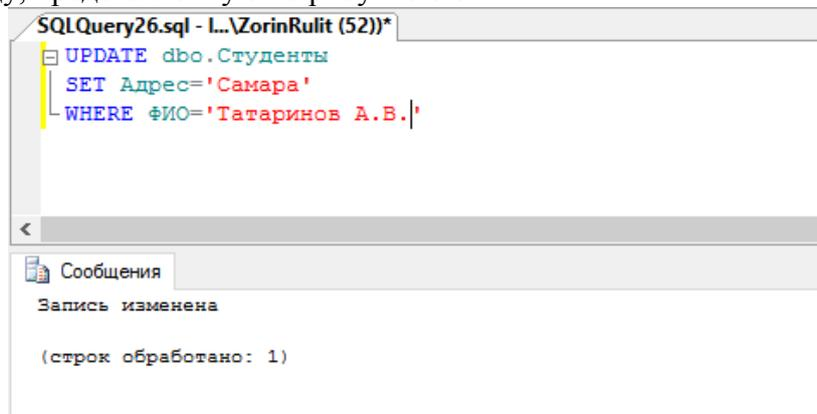 SQLQuery26.sql - l...\ZorinRulit (52))*
UPDATE dbo.Студенты
SET Адрес='Самара'
WHERE ФИО='Татаринов А.В.'
Сообщения
Запись изменена
(строк обработано: 1)